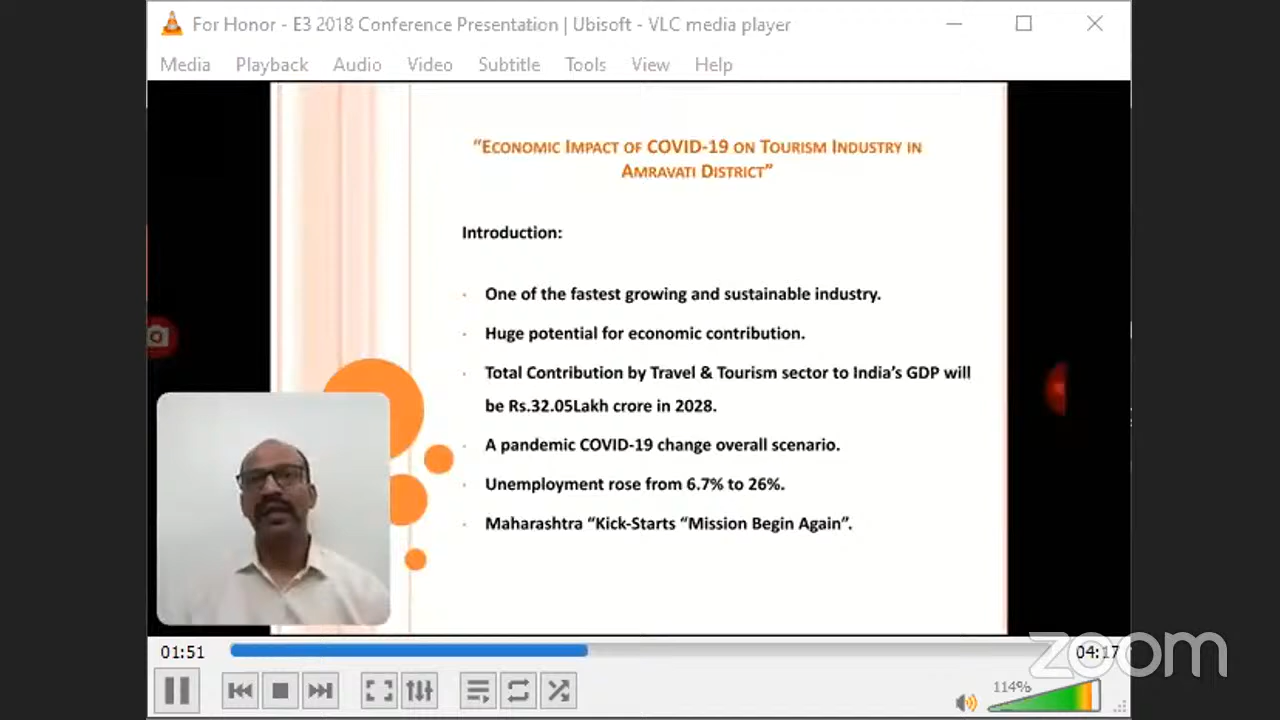 For Honor - E3 2018 Conference Presentation | Ubisoft - VLC media player
Media Playback Audio Video Subtitle Tools View Help
“ECONOMIC IMPACT OF COVID-19 ON TOURISM INDUSTRY IN
AMRAVATI DISTRICT”
Introduction:
· One of the fastest growing and sustainable industry.
· Huge potential for economic contribution.
· Total Contribution by Travel & Tourism sector to India’s GDP will
be Rs.32.05Lakh crore in 2028.
· A pandemic COVID-19 change overall scenario.
· Unemployment rose from 6.7% to 26%.
· Maharashtra “Kick-Starts “Mission Begin Again”.
01:51 04:17
zoom
114%